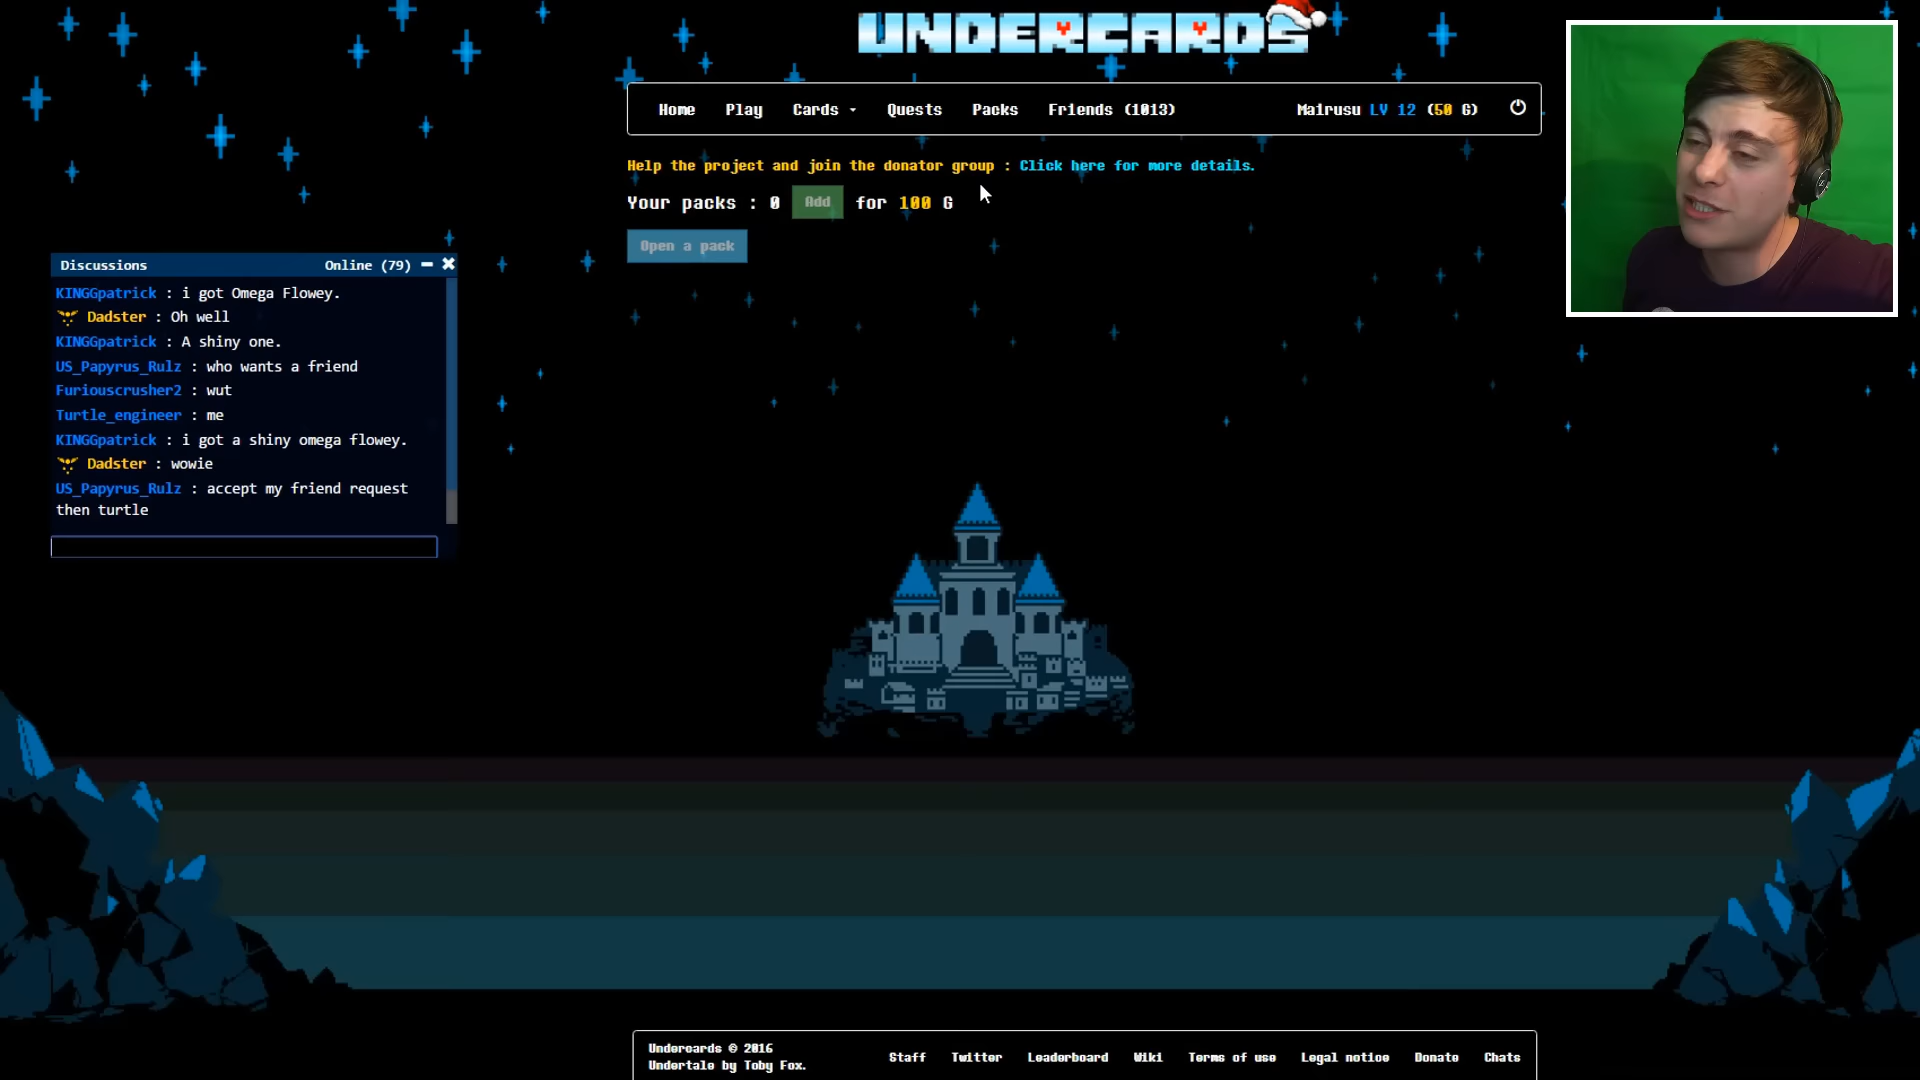 UNDERCARDS
Home Play Cards Quests Packs Friends (1013) Ma1rusu LV 12 (50 G)
Help the project and join the donator group : Click here for more details.
Your packs : 0 Add for 100 G
Open a pack
Discussions Online (79)
KINGGpatrick : i got Omega Flowey.
Dadster : Oh well
KINGGpatrick : A shiny one.
US_Papyrus_Rulz : who wants a friend
Furiouscrusher2 : wut
Turtle_engineer : me
KINGGpatrick : i got a shiny omega flowey.
Dadster : wowie
US_Papyrus_Rulz : accept my friend request
then turtle
Undercards © 2016
Undertale by Toby Fox.
Staff Twitter Leaderboard Wiki Terms of use Legal notice Donate Chats